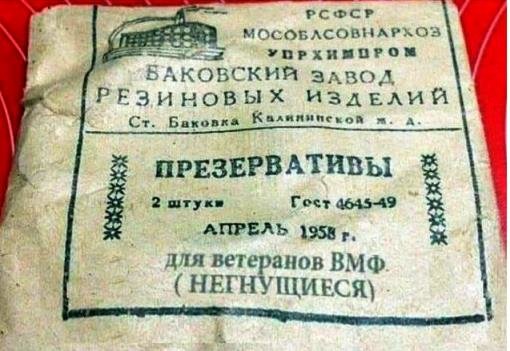 РСФСР
МОСОБЛСОВНАРХОЗ
УПРХИМПРОМ
БАКОВСКИЙ ЗАВОД
РЕЗИНОВЫХ ИЗДЕЛИЙ
Ст. Баковка Калининской ж. д.
ПРЕЗЕРВАТИВЫ
2 штуки Гост 4645-49
АПРЕЛЬ 1958 г.
для ветеранов ВМФ
(НЕГНУЩИЕСЯ)